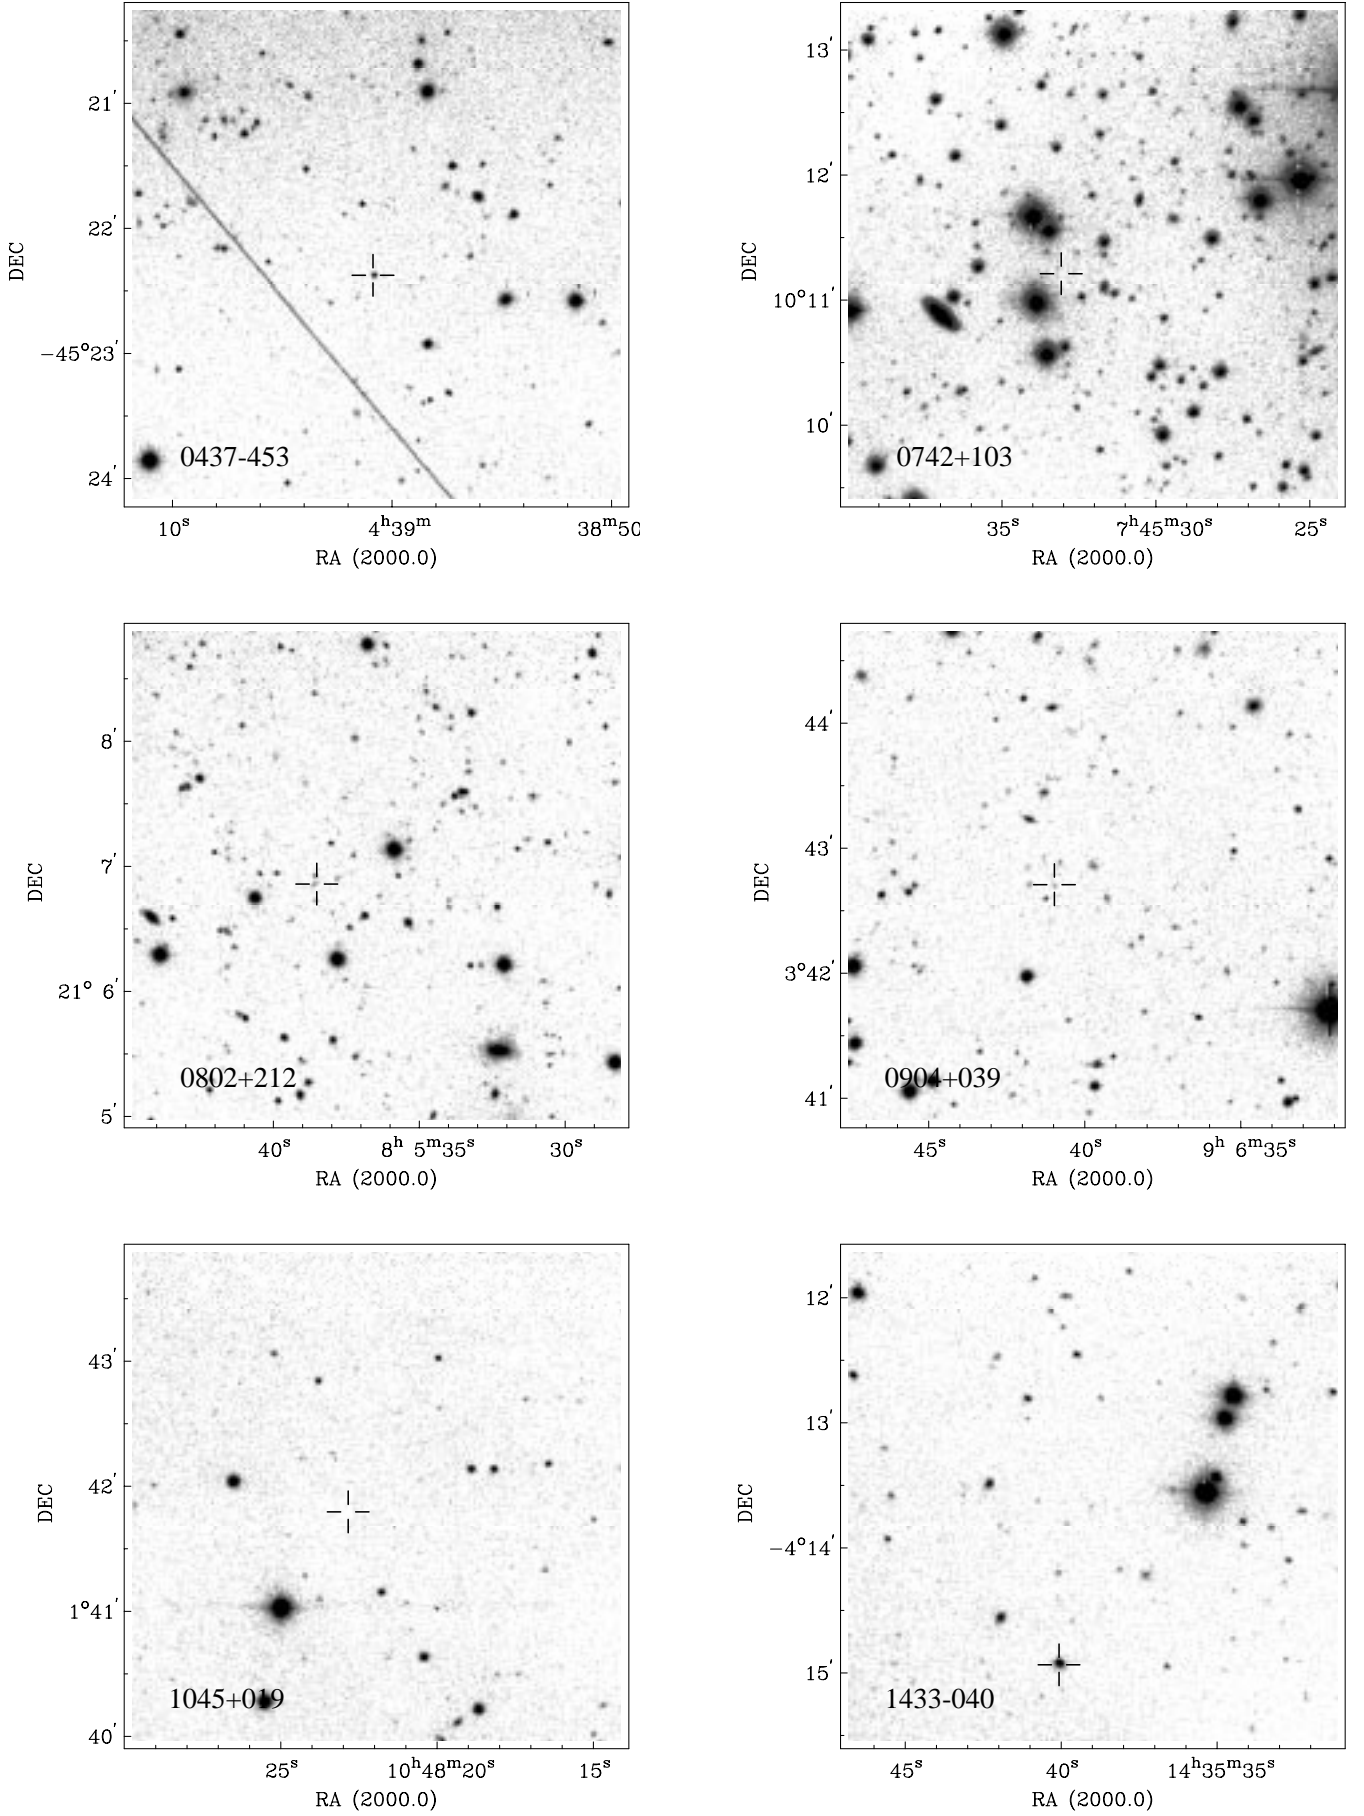 21′
22′
−45°23′
24′
DEC
0437-453
10ˢ
4ʰ39ᵐ
38ᵐ50
RA (2000.0)
13′
12′
10°11′
10′
DEC
0742+103
35ˢ
7ʰ45ᵐ30ˢ
25ˢ
RA (2000.0)
8′
7′
21° 6′
5′
DEC
0802+212
40ˢ
8ʰ 5ᵐ35ˢ
30ˢ
RA (2000.0)
44′
43′
3°42′
41′
DEC
0904+039
45ˢ
40ˢ
9ʰ 6ᵐ35ˢ
RA (2000.0)
43′
42′
1°41′
40′
DEC
1045+019
25ˢ
10ʰ48ᵐ20ˢ
15ˢ
RA (2000.0)
12′
13′
−4°14′
15′
DEC
1433-040
45ˢ
40ˢ
14ʰ35ᵐ35ˢ
RA (2000.0)